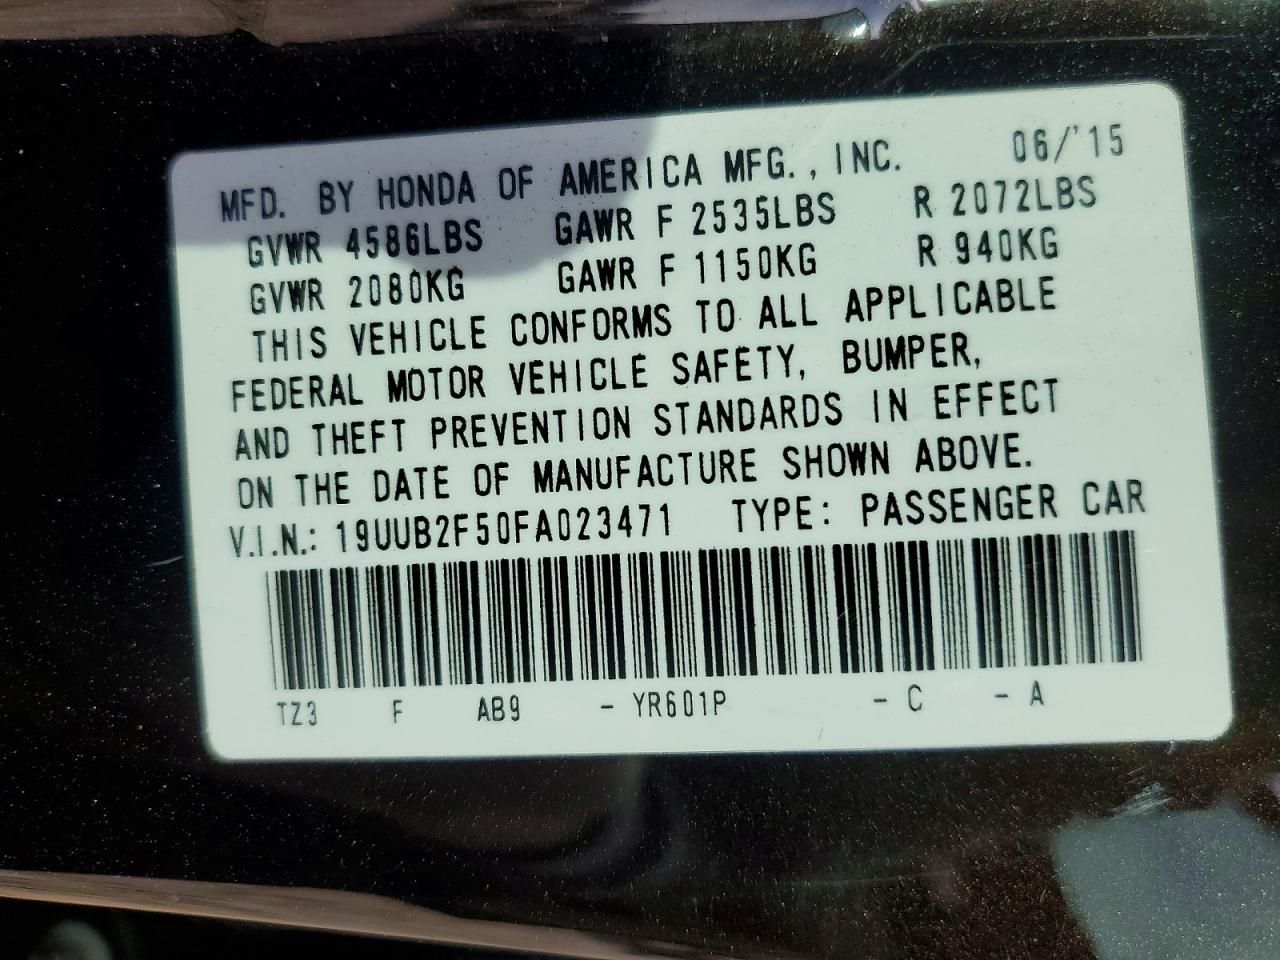 MFD. BY HONDA OF AMERICA MFG., INC. 06/'15
GVWR 4586LBS GAWR F 2535LBS R 2072LBS
GVWR 2080KG GAWR F 1150KG R 940KG
THIS VEHICLE CONFORMS TO ALL APPLICABLE
FEDERAL MOTOR VEHICLE SAFETY, BUMPER,
AND THEFT PREVENTION STANDARDS IN EFFECT
ON THE DATE OF MANUFACTURE SHOWN ABOVE.
V.I.N.: 19UUB2F50FA023471 TYPE: PASSENGER CAR
TZ3 F AB9 - YR601P - C - A